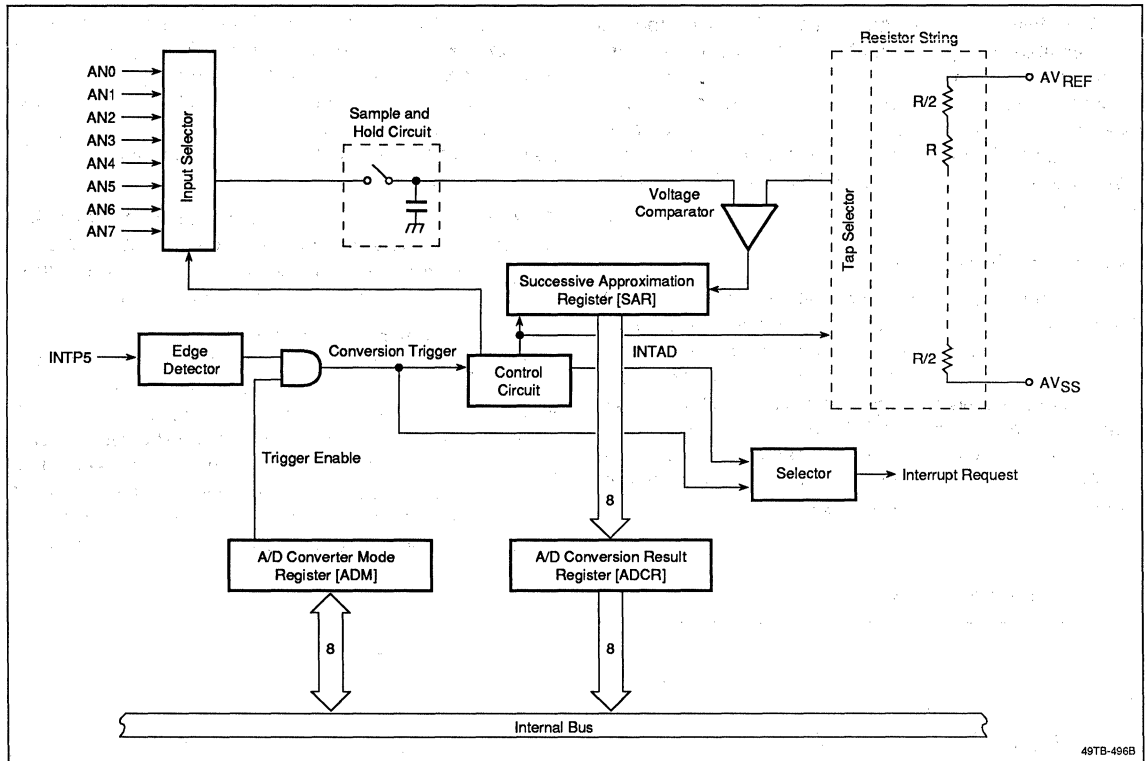 Resistor String
AN0
AN1
AN2
AN3
AN4
AN5
AN6
AN7
Input Selector
Sample and
Hold Circuit
Voltage
Comparator
Tap Selector
R/2
R
R/2
AVREF
AVSS
Successive Approximation
Register [SAR]
INTP5
Edge
Detector
Conversion Trigger
Control
Circuit
INTAD
Trigger Enable
Selector
Interrupt Request
8
A/D Converter Mode
Register [ADM]
A/D Conversion Result
Register [ADCR]
8
8
Internal Bus
49TB-496B